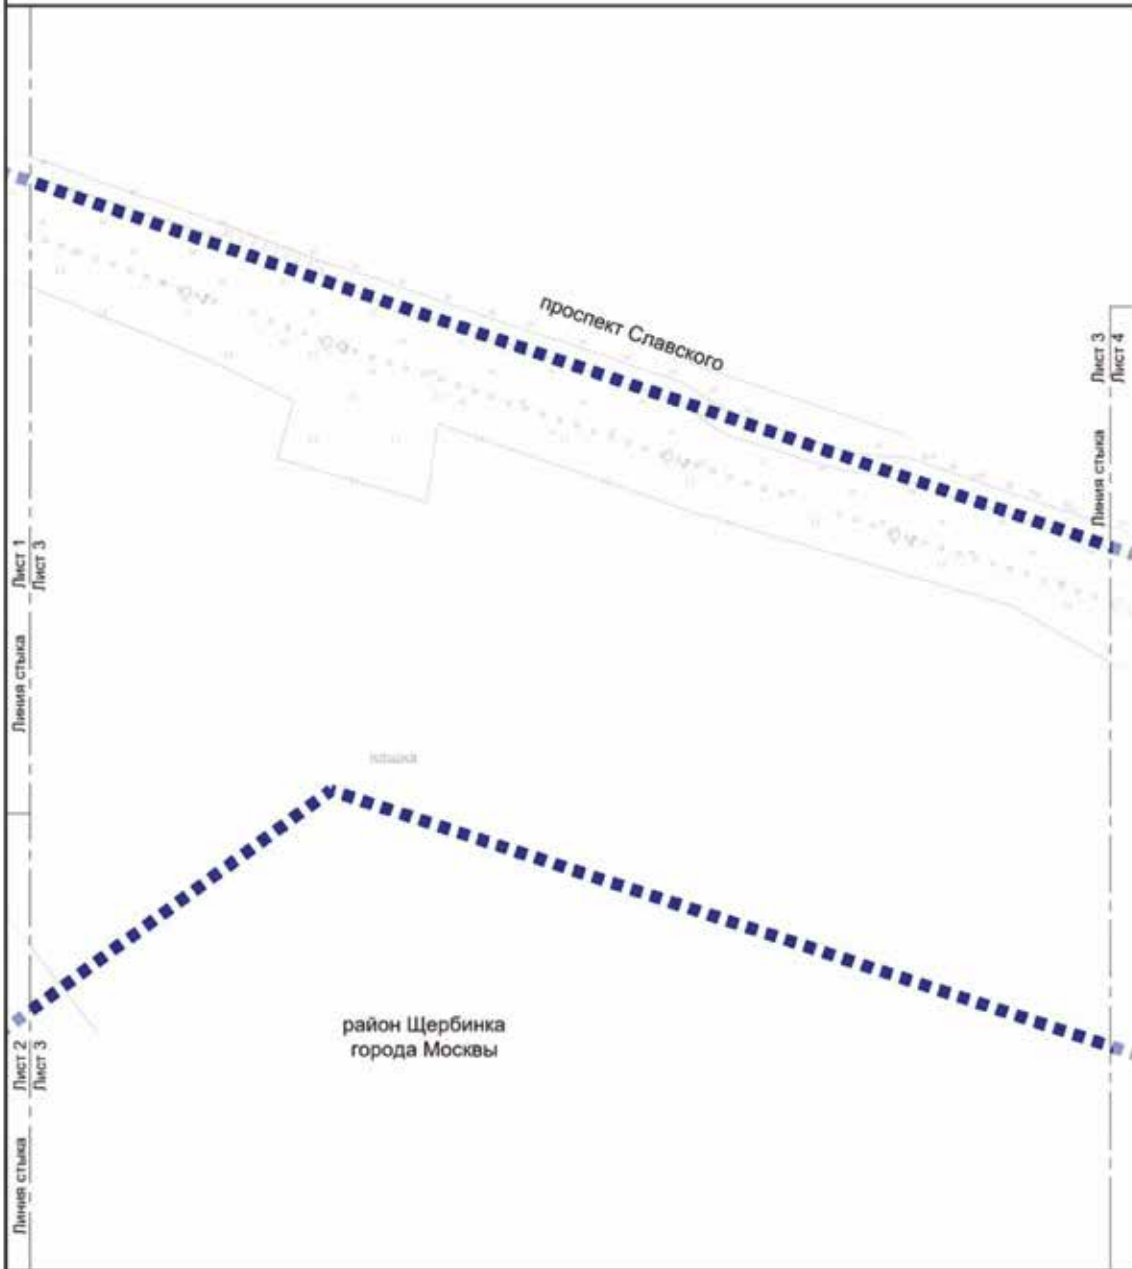 проспект Славского
Лист 3
Лист 4
Линия стыка
Лист 1
Лист 3
Линия стыка
пашня
район Щербинка
города Москвы
Лист 2
Лист 3
Линия стыка